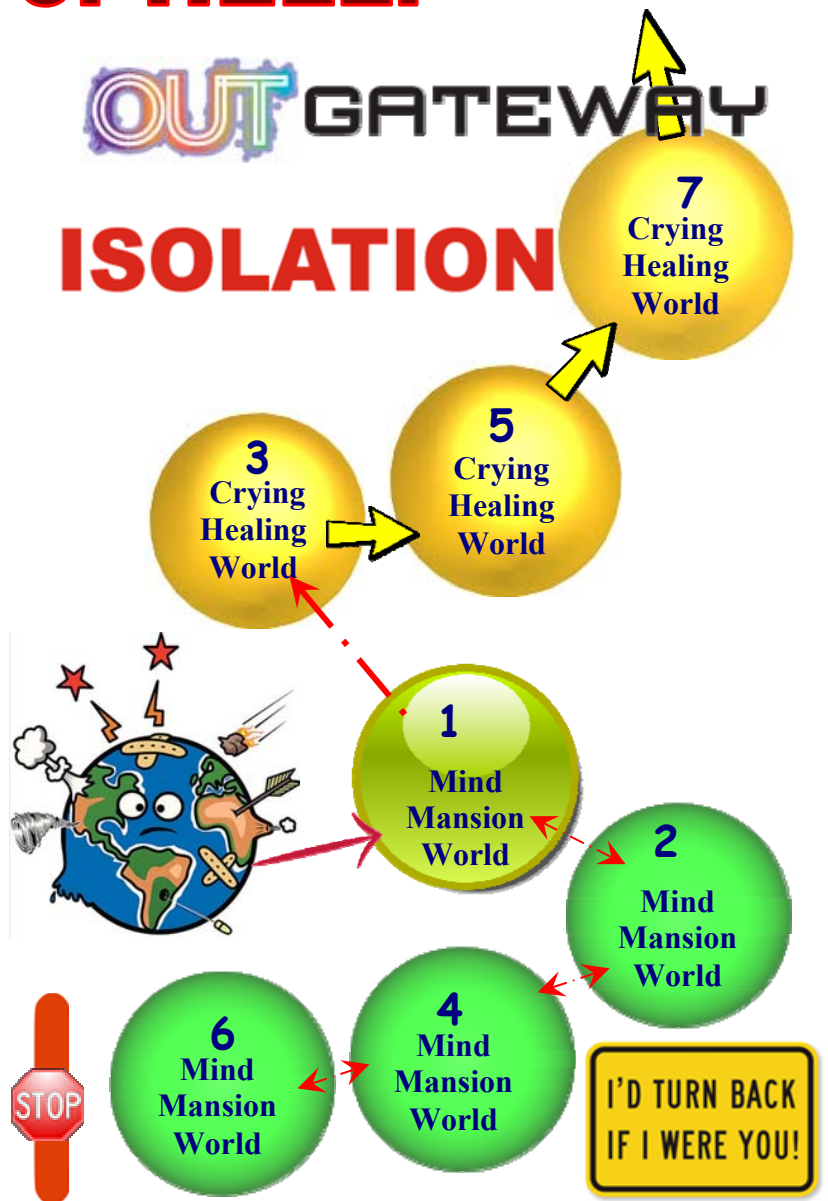 OUT GATEWAY
ISOLATION
7
Crying
Healing
World
5
Crying
Healing
World
3
Crying
Healing
World
1
Mind
Mansion
World
2
Mind
Mansion
World
4
Mind
Mansion
World
6
Mind
Mansion
World
STOP
I'D TURN BACK
IF I WERE YOU!